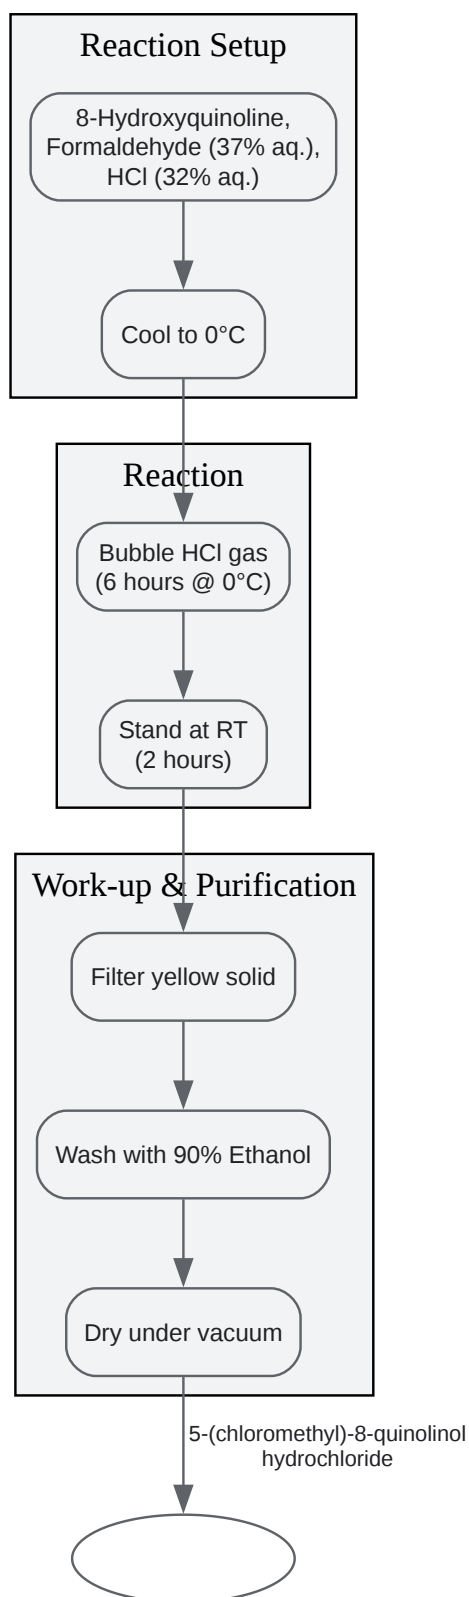 Reaction Setup
8-Hydroxyquinoline,
Formaldehyde (37% aq.),
HCl (32% aq.)
Cool to 0°C
Reaction
Bubble HCl gas
(6 hours @ 0°C)
Stand at RT
(2 hours)
Work-up & Purification
Filter yellow solid
Wash with 90% Ethanol
Dry under vacuum
5-(chloromethyl)-8-quinolinol
hydrochloride